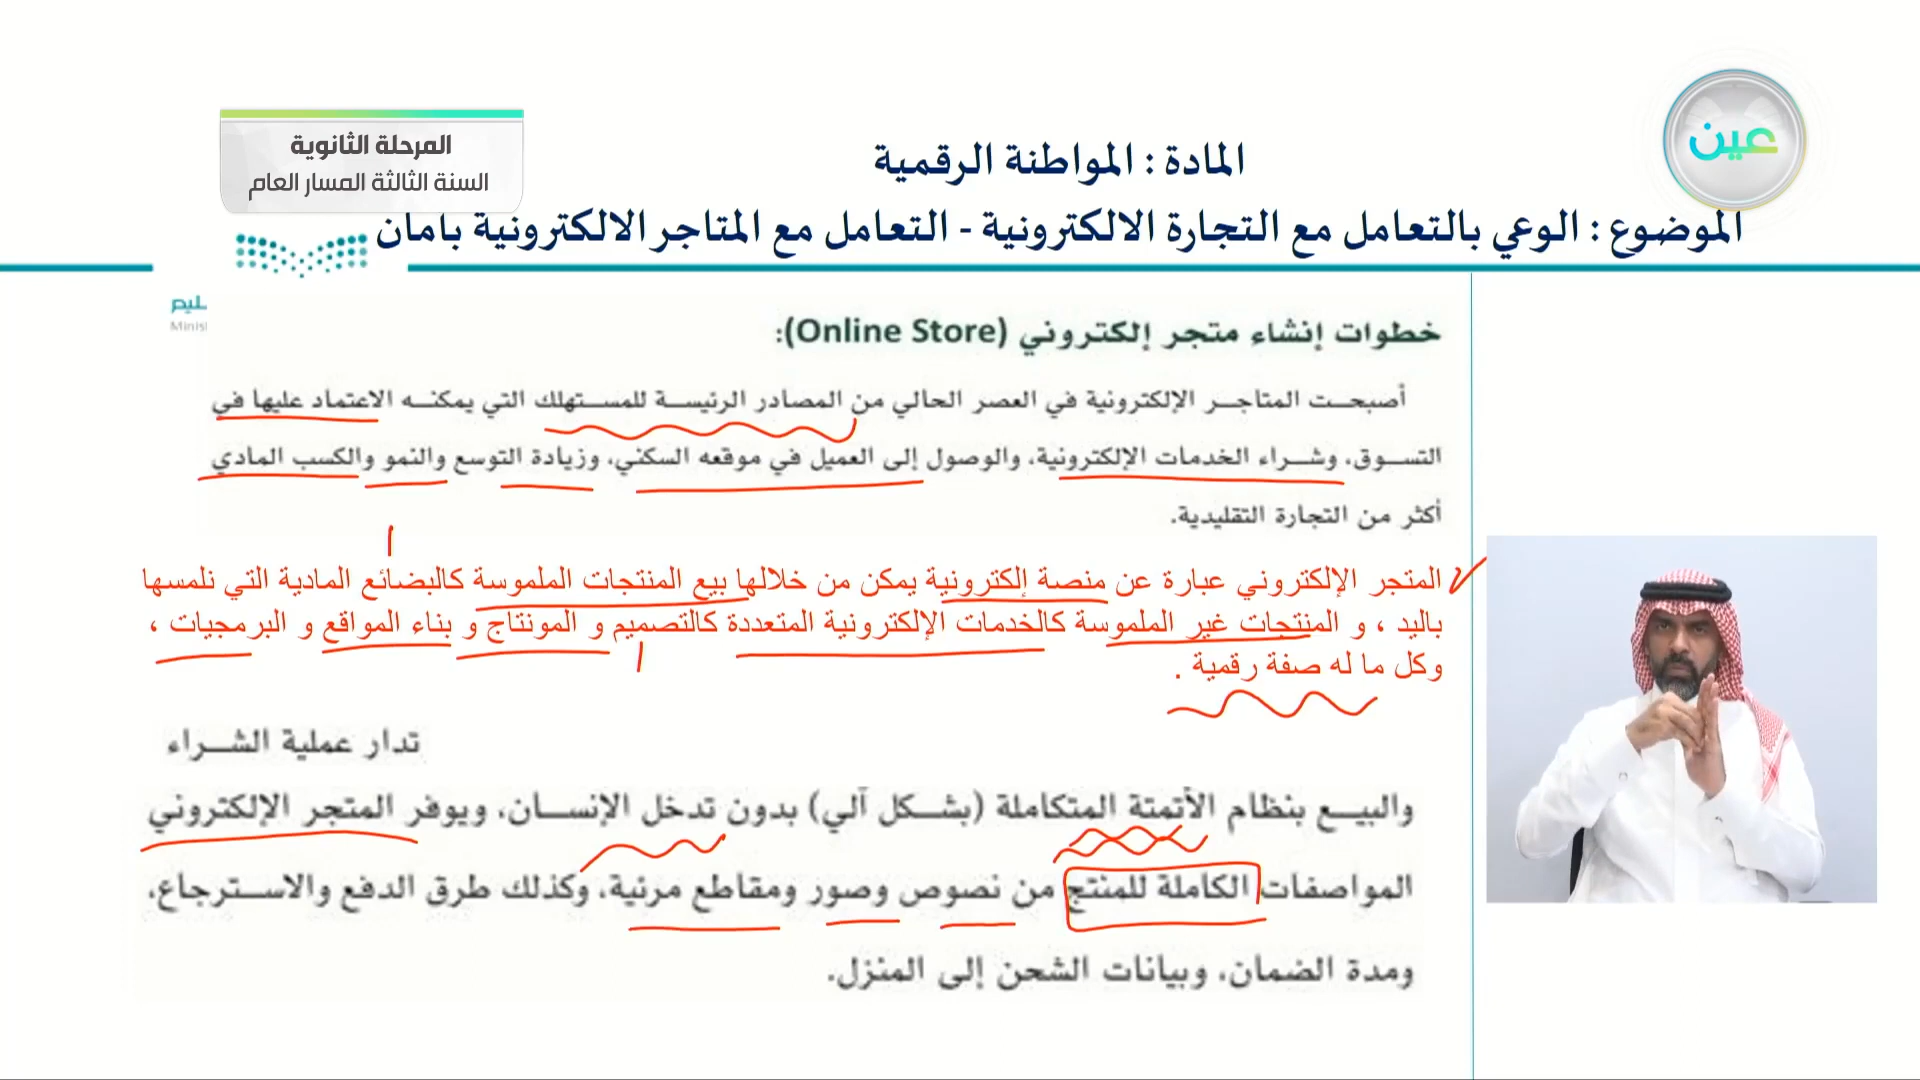 عين
المرحلة الثانوية
السنة الثالثة المسار العام
المادة : المواطنة الرقمية
الموضوع : الوعي بالتعامل مع التجارة الالكترونية - التعامل مع المتاجر الالكترونية بامان
ـليم
Minis
خطوات إنشاء متجر إلكتروني (Online Store):
أصبحت المتاجر الإلكترونية في العصر الحالي من المصادر الرئيسة للمستهلك التي يمكنه الاعتماد عليها في
التسوق، وشراء الخدمات الإلكترونية، والوصول إلى العميل في موقعه السكني، وزيادة التوسع والنمو والكسب المادي
أكثر من التجارة التقليدية.
المتجر الإلكتروني عبارة عن منصة إلكترونية يمكن من خلالها بيع المنتجات الملموسة كالبضائع المادية التي نلمسها
باليد ، و المنتجات غير الملموسة كالخدمات الإلكترونية المتعددة كالتصميم و المونتاج و بناء المواقع و البرمجيات ،
وكل ما له صفة رقمية .
تدار عملية الشراء
والبيع بنظام الأتمتة المتكاملة (بشكل آلي) بدون تدخل الإنسان، ويوفر المتجر الإلكتروني
المواصفات الكاملة للمنتج من نصوص وصور ومقاطع مرئية، وكذلك طرق الدفع والاسترجاع،
ومدة الضمان، وبيانات الشحن إلى المنزل.